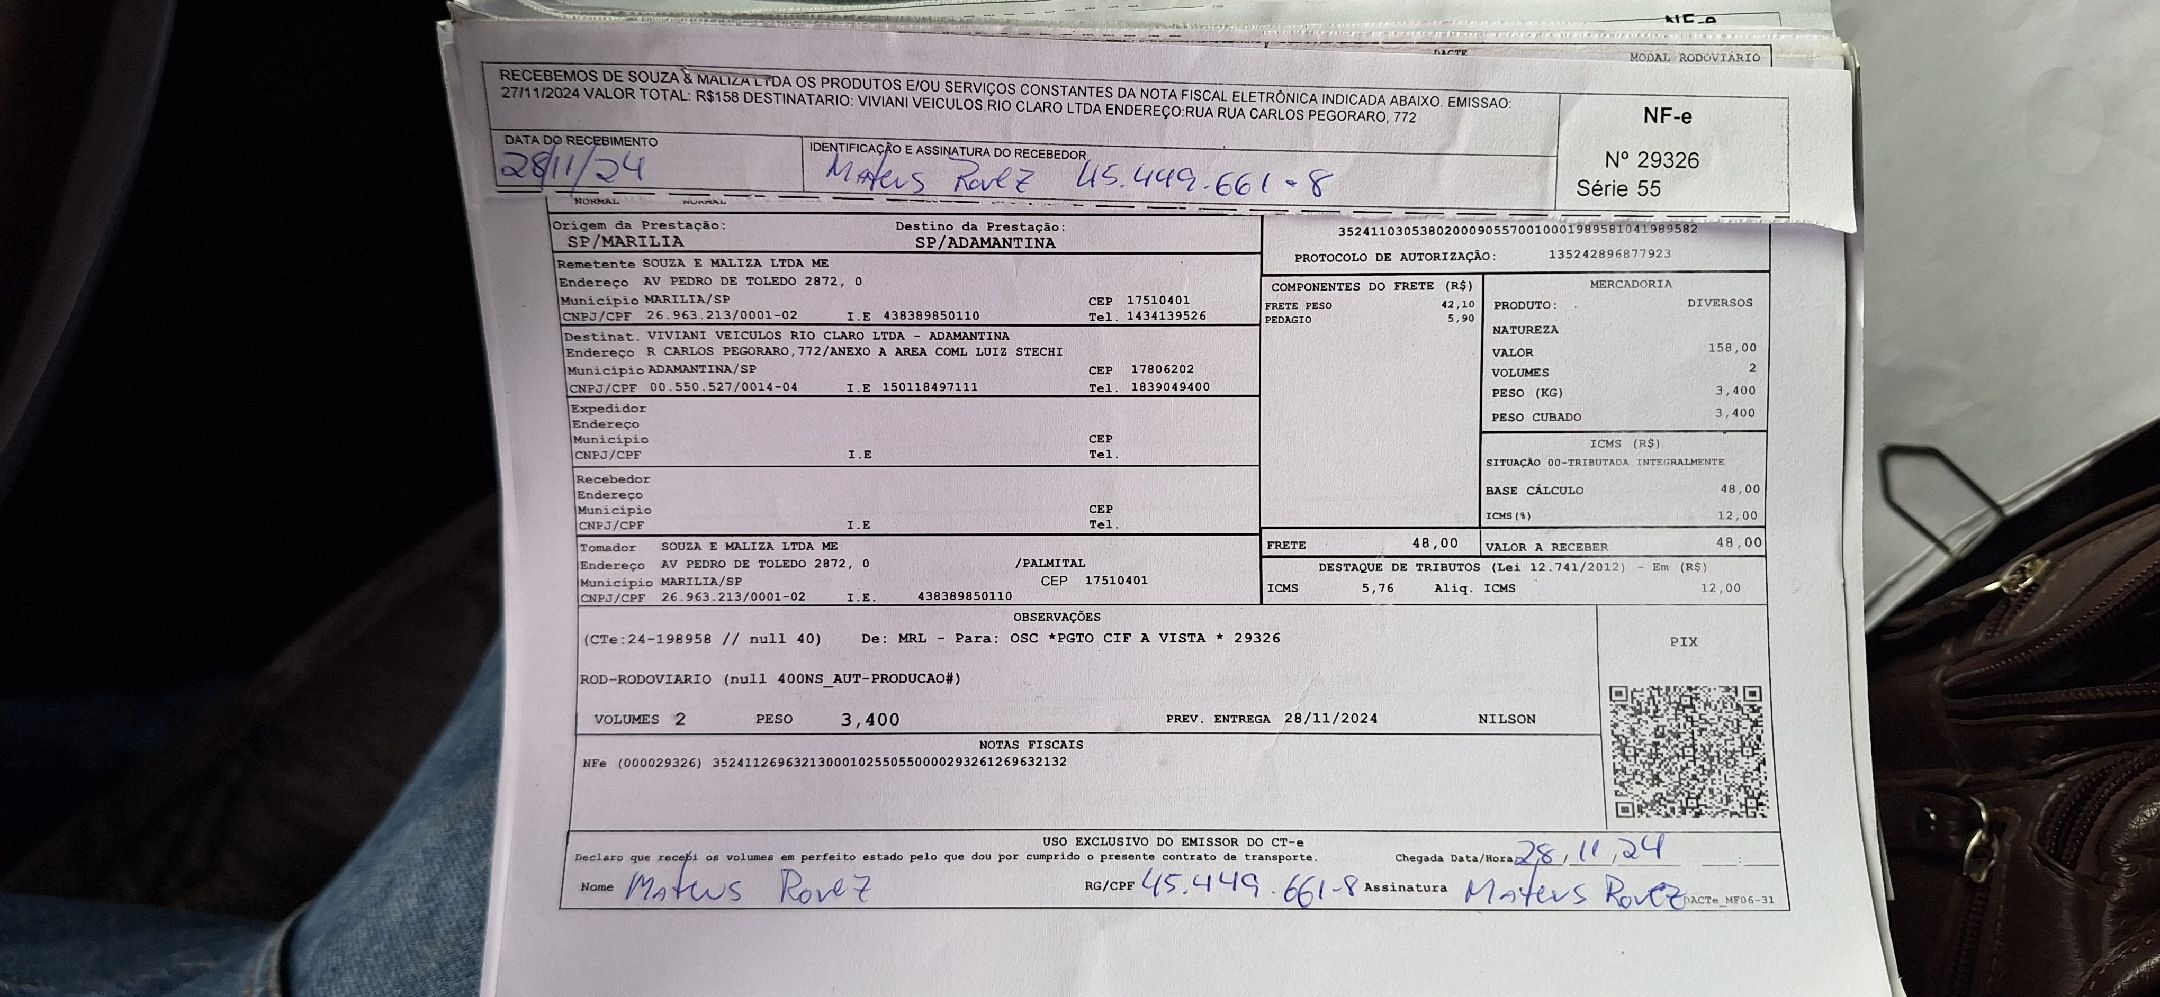 NF-e
DACTE
MODAL RODOVIÁRIO
RECEBEMOS DE SOUZA & MALIZA LTDA OS PRODUTOS E/OU SERVIÇOS CONSTANTES DA NOTA FISCAL ELETRÔNICA INDICADA ABAIXO. EMISSAO:
27/11/2024 VALOR TOTAL: R$158 DESTINATARIO: VIVIANI VEICULOS RIO CLARO LTDA ENDEREÇO:RUA RUA CARLOS PEGORARO, 772
NF-e
Nº 29326
Série 55
DATA DO RECEBIMENTO
28/11/24
IDENTIFICAÇÃO E ASSINATURA DO RECEBEDOR
Mateus Rovez 45.449.661-8
NORMAL NORMAL
Origem da Prestação: Destino da Prestação:
SP/MARILIA SP/ADAMANTINA
35241103053802000905570010001989581041989582
PROTOCOLO DE AUTORIZAÇÃO: 135242896877923
Remetente SOUZA E MALIZA LTDA ME
Endereço AV PEDRO DE TOLEDO 2872, 0
Município MARILIA/SP CEP 17510401
CNPJ/CPF 26.963.213/0001-02 I.E 438389850110 Tel. 1434139526
Destinat. VIVIANI VEICULOS RIO CLARO LTDA - ADAMANTINA
Endereço R CARLOS PEGORARO,772/ANEXO A AREA COML LUIZ STECHI
Município ADAMANTINA/SP CEP 17806202
CNPJ/CPF 00.550.527/0014-04 I.E 150118497111 Tel. 1839049400
Expedidor
Endereço
Município CEP
CNPJ/CPF I.E Tel.
Recebedor
Endereço
Município CEP
CNPJ/CPF I.E Tel.
Tomador SOUZA E MALIZA LTDA ME
Endereço AV PEDRO DE TOLEDO 2872, 0 /PALMITAL
Município MARILIA/SP CEP 17510401
CNPJ/CPF 26.963.213/0001-02 I.E. 438389850110
COMPONENTES DO FRETE (R$)
FRETE PESO 42,10
PEDAGIO 5,90
MERCADORIA
PRODUTO: . DIVERSOS
NATUREZA
VALOR 158,00
VOLUMES 2
PESO (KG) 3,400
PESO CUBADO 3,400
ICMS (R$)
SITUAÇÃO 00-TRIBUTADA INTEGRALMENTE
BASE CÁLCULO 48,00
ICMS(%) 12,00
FRETE 48,00 VALOR A RECEBER 48,00
DESTAQUE DE TRIBUTOS (Lei 12.741/2012) - Em (R$)
ICMS 5,76 Aliq. ICMS 12,00
OBSERVAÇÕES
(CTe:24-198958 // null 40) De: MRL - Para: OSC *PGTO CIF A VISTA * 29326
ROD-RODOVIARIO (null 400NS_AUT-PRODUCAO#)
VOLUMES 2 PESO 3,400 PREV. ENTREGA 28/11/2024 NILSON
PIX
NOTAS FISCAIS
NFe (000029326) 35241126963213000102550550000293261269632132
USO EXCLUSIVO DO EMISSOR DO CT-e
Declaro que recebi os volumes em perfeito estado pelo que dou por cumprido o presente contrato de transporte. Chegada Data/Hora 28/11/24
Nome Mateus Rovez RG/CPF 45.449.661-8 Assinatura Mateus Rovez DACTe_MF06-31